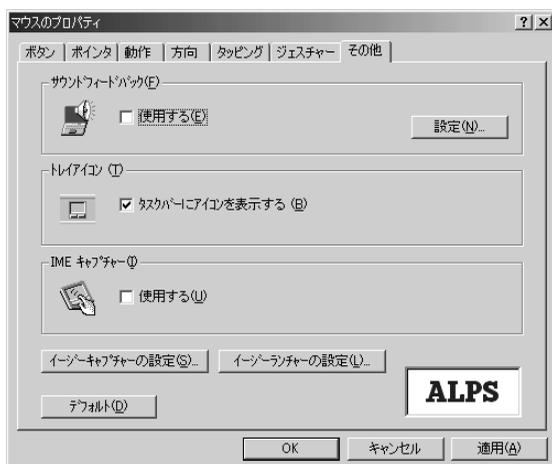 マウスのプロパティ
? ×
ボタン ポインタ 動作 方向 タッピング ジェスチャー その他
サウンドフィードバック(F)
使用する(E)
設定(N)...
トレイアイコン (T)
タスクバーにアイコンを表示する (B)
IME キャプチャー(I)
使用する(U)
イージーキャプチャーの設定(S)... イージーランチャーの設定(L)...
ALPS
デフォルト(D)
OK キャンセル 適用(A)